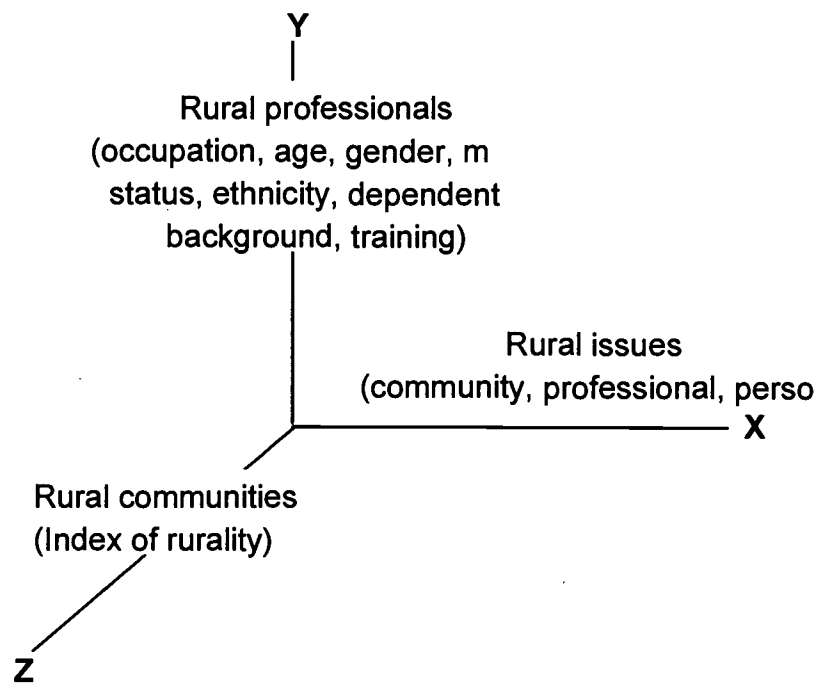 Y
Rural professionals
(occupation, age, gender, m
status, ethnicity, dependent
background, training)
Rural issues
(community, professional, perso
X
Rural communities
(Index of rurality)
Z